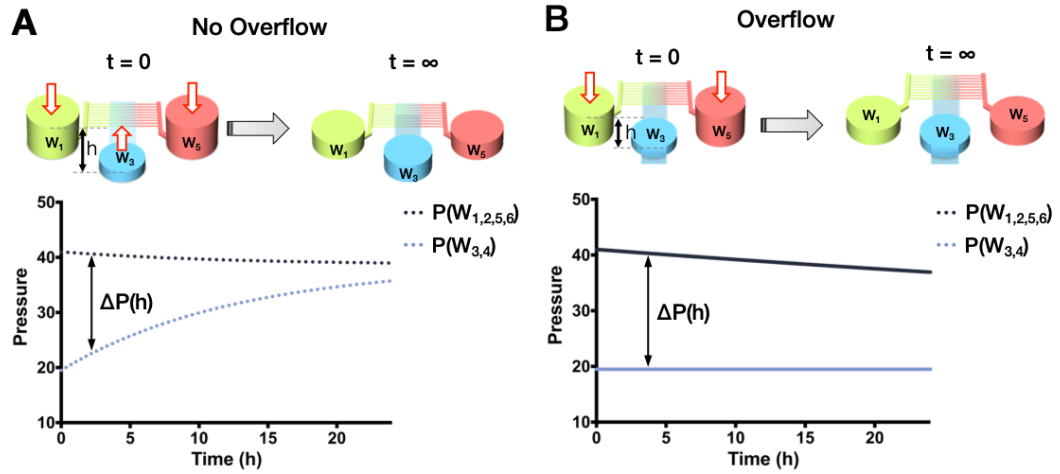 A
No Overflow
t = 0
t = ∞
W1
h
W3
W5
W1
W3
W5
Pressure
50
40
30
20
10
ΔP(h)
P(W1,2,5,6)
P(W3,4)
0
5
10
15
20
Time (h)
B
Overflow
t = 0
t = ∞
W1
h
W3
W5
W1
W3
W5
Pressure
50
40
30
20
10
ΔP(h)
P(W1,2,5,6)
P(W3,4)
0
5
10
15
20
Time (h)